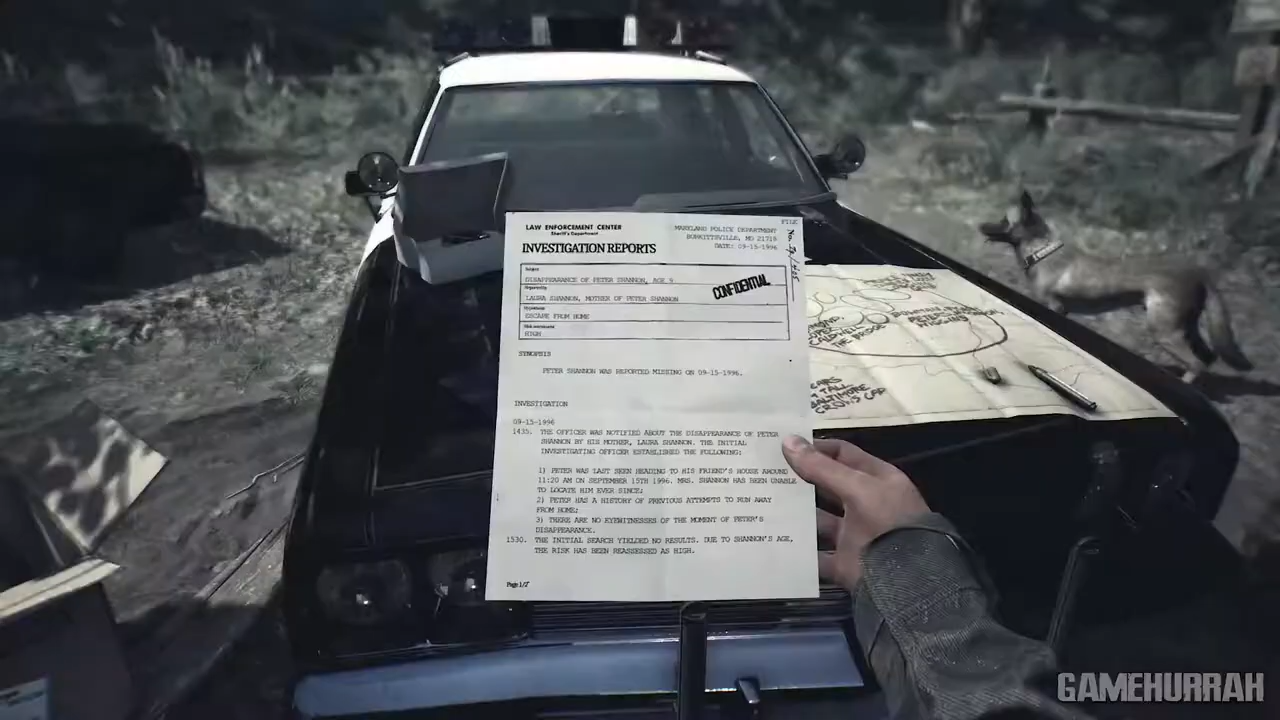 LAW ENFORCEMENT CENTER
Sheriff's Department
INVESTIGATION REPORTS
MARYLAND POLICE DEPARTMENT
BURKITTSVILLE, MD 21718
DATE: 09-15-1996
FILE
No.
CONFIDENTIAL
DISAPPEARANCE OF PETER SHANNON, AGE 9
LAURA SHANNON, MOTHER OF PETER SHANNON
ESCAPE FROM HOME
HIGH
SYNOPSIS
PETER SHANNON WAS REPORTED MISSING ON 09-15-1996.
INVESTIGATION
09-15-1996
1435. THE OFFICER WAS NOTIFIED ABOUT THE DISAPPEARANCE OF PETER
SHANNON BY HIS MOTHER, LAURA SHANNON. THE INITIAL
INVESTIGATING OFFICER ESTABLISHED THE FOLLOWING:
1) PETER WAS LAST SEEN HEADING TO HIS FRIEND'S HOUSE AROUND
11:20 AM ON SEPTEMBER 15TH 1996. MRS. SHANNON HAS BEEN UNABLE
TO LOCATE HIM EVER SINCE;
2) PETER HAS A HISTORY OF PREVIOUS ATTEMPTS TO RUN AWAY
FROM HOME;
3) THERE ARE NO EYEWITNESSES OF THE MOMENT OF PETER'S
DISAPPEARANCE.
1530. THE INITIAL SEARCH YIELDED NO RESULTS. DUE TO SHANNON'S AGE,
THE RISK HAS BEEN REASSESSED AS HIGH.
Page 1/2
THE WOODS
TALL
BALTIMORE
CAP
GAMEHURRAH